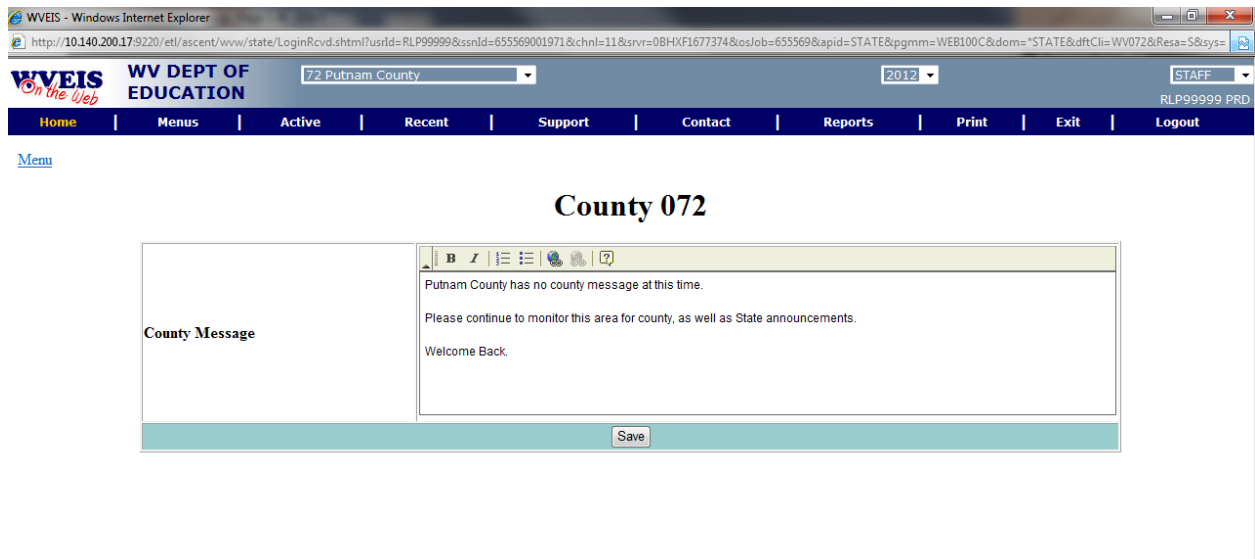 WVEIS - Windows Internet Explorer
http://10.140.200.17:9220/etl/ascent/wvw/state/LoginRcvd.shtml?usrId=RLP99999&ssnId=655569001971&chnl=11&srvr=0BHXF1677374&osJob=655569&apid=STATE&pgmm=WEB100C&dom=*STATE&dftCli=WV072&Resa=S&sys=
WVEIS On the Web
WV DEPT OF EDUCATION
72 Putnam County
2012
STAFF
RLP99999 PRD
Home | Menus | Active | Recent | Support | Contact | Reports | Print | Exit | Logout
Menu
County 072
County Message
B I
Putnam County has no county message at this time.
Please continue to monitor this area for county, as well as State announcements.
Welcome Back.
Save